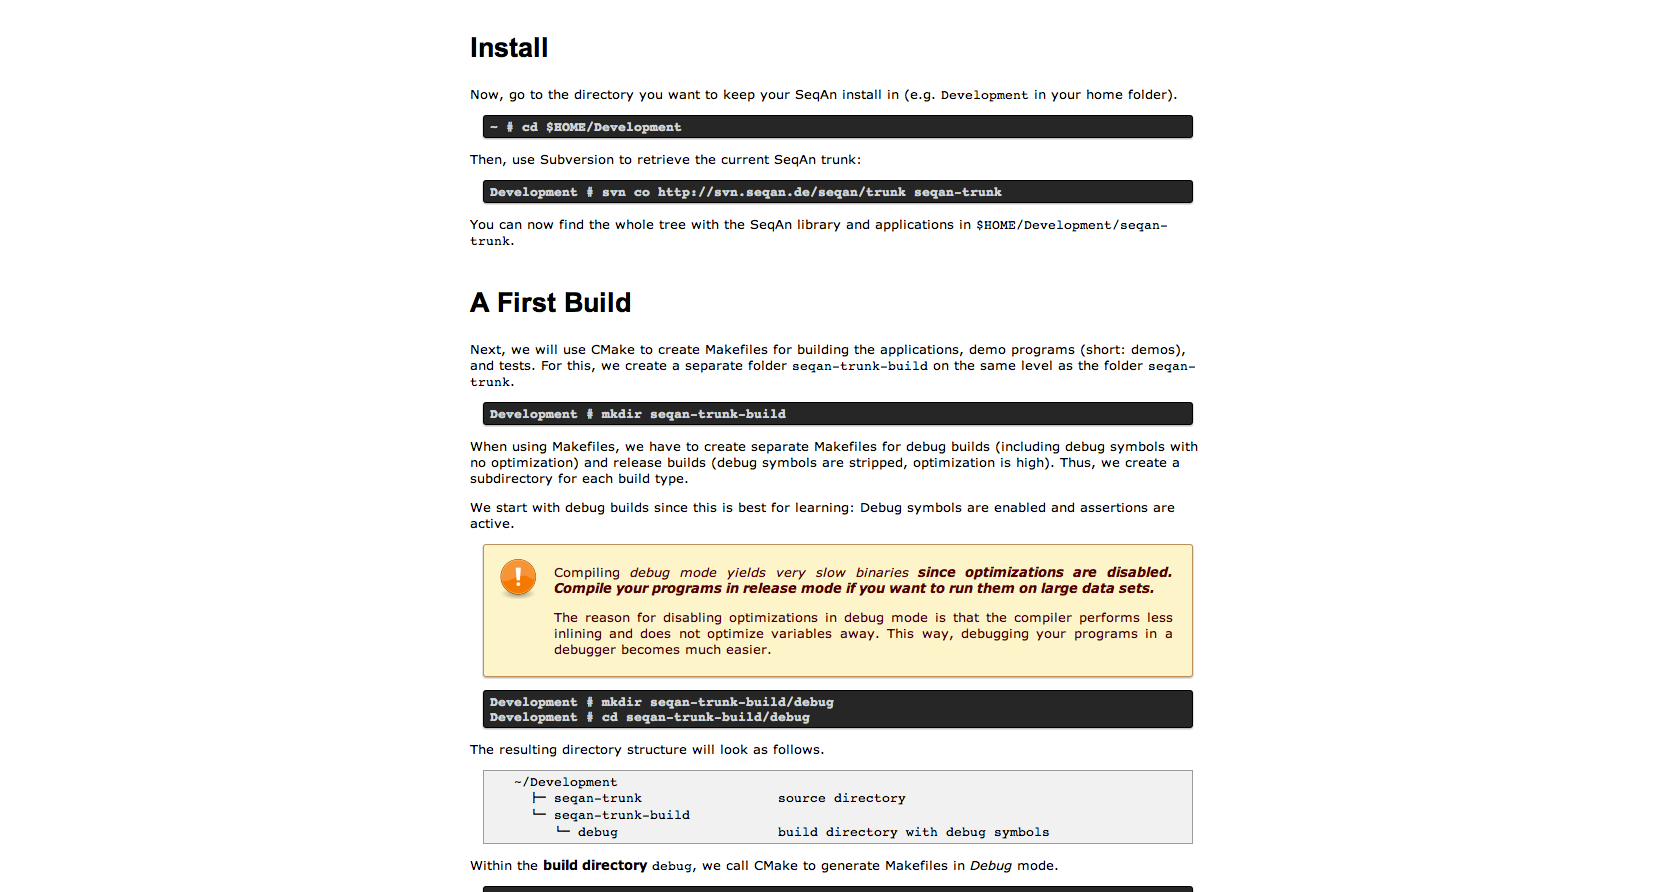 Install
Now, go to the directory you want to keep your SeqAn install in (e.g. Development in your home folder).
~ # cd $HOME/Development
Then, use Subversion to retrieve the current SeqAn trunk:
Development # svn co http://svn.seqan.de/seqan/trunk seqan-trunk
You can now find the whole tree with the SeqAn library and applications in $HOME/Development/seqan-
trunk.
A First Build
Next, we will use CMake to create Makefiles for building the applications, demo programs (short: demos),
and tests. For this, we create a separate folder seqan-trunk-build on the same level as the folder seqan-
trunk.
Development # mkdir seqan-trunk-build
When using Makefiles, we have to create separate Makefiles for debug builds (including debug symbols with
no optimization) and release builds (debug symbols are stripped, optimization is high). Thus, we create a
subdirectory for each build type.
We start with debug builds since this is best for learning: Debug symbols are enabled and assertions are
active.
Compiling debug mode yields very slow binaries since optimizations are disabled.
Compile your programs in release mode if you want to run them on large data sets.
The reason for disabling optimizations in debug mode is that the compiler performs less
inlining and does not optimize variables away. This way, debugging your programs in a
debugger becomes much easier.
Development # mkdir seqan-trunk-build/debug
Development # cd seqan-trunk-build/debug
The resulting directory structure will look as follows.
~/Development
├─ seqan-trunk source directory
└─ seqan-trunk-build
└─ debug build directory with debug symbols
Within the build directory debug, we call CMake to generate Makefiles in Debug mode.